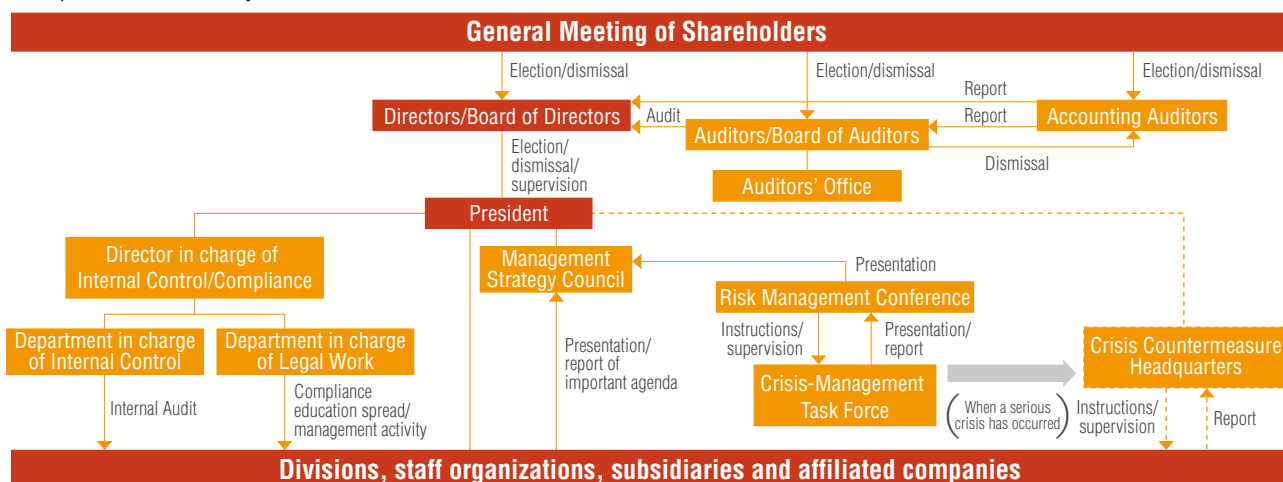 General Meeting of Shareholders
Election/dismissal
Election/dismissal
Election/dismissal
Report
Directors/Board of Directors
Audit
Auditors/Board of Auditors
Report
Accounting Auditors
Dismissal
Election/
dismissal/
supervision
Auditors' Office
President
Director in charge of
Internal Control/Compliance
Management
Strategy Council
Presentation
Risk Management Conference
Department in charge
of Internal Control
Department in charge
of Legal Work
Presentation/
report of
important agenda
Instructions/
supervision
Presentation/
report
Crisis Countermeasure
Headquarters
Crisis-Management
Task Force
Internal Audit
Compliance
education spread/
management activity
(When a serious
crisis has occurred)
Instructions/
supervision
Report
Divisions, staff organizations, subsidiaries and affiliated companies